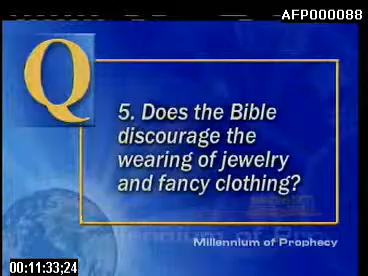 AFP000088
Q
5. Does the Bible
discourage the
wearing of jewelry
and fancy clothing?
Millennium of Prophecy
00:11:33;24